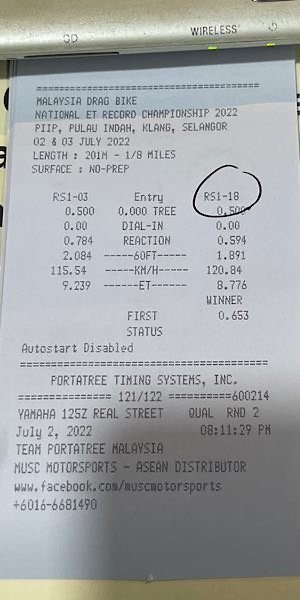 WIRELESS
==========================================
MALAYSIA DRAG BIKE
NATIONAL ET RECORD CHAMPIONSHIP 2022
PIIP, PULAU INDAH, KLANG, SELANGOR
02 & 03 JULY 2022
LENGTH : 201M - 1/8 MILES
SURFACE : NO-PREP
RS1-03 Entry RS1-18
0.500 0.000 TREE 0.500
0.00 DIAL-IN 0.00
0.784 REACTION 0.594
2.084 -----60FT----- 1.891
115.54 -----KM/H----- 120.84
9.239 ------ET------ 8.776
WINNER
FIRST 0.653
STATUS
Autostart Disabled
==========================================
PORTATREE TIMING SYSTEMS, INC.
================ 121/122 ==========600214
YAMAHA 125Z REAL STREET QUAL RND 2
July 2, 2022 08:11:29 PM
TEAM PORTATREE MALAYSIA
MUSC MOTORSPORTS - ASEAN DISTRIBUTOR
www.facebook.com/muscmotorsports
+6016-6681490